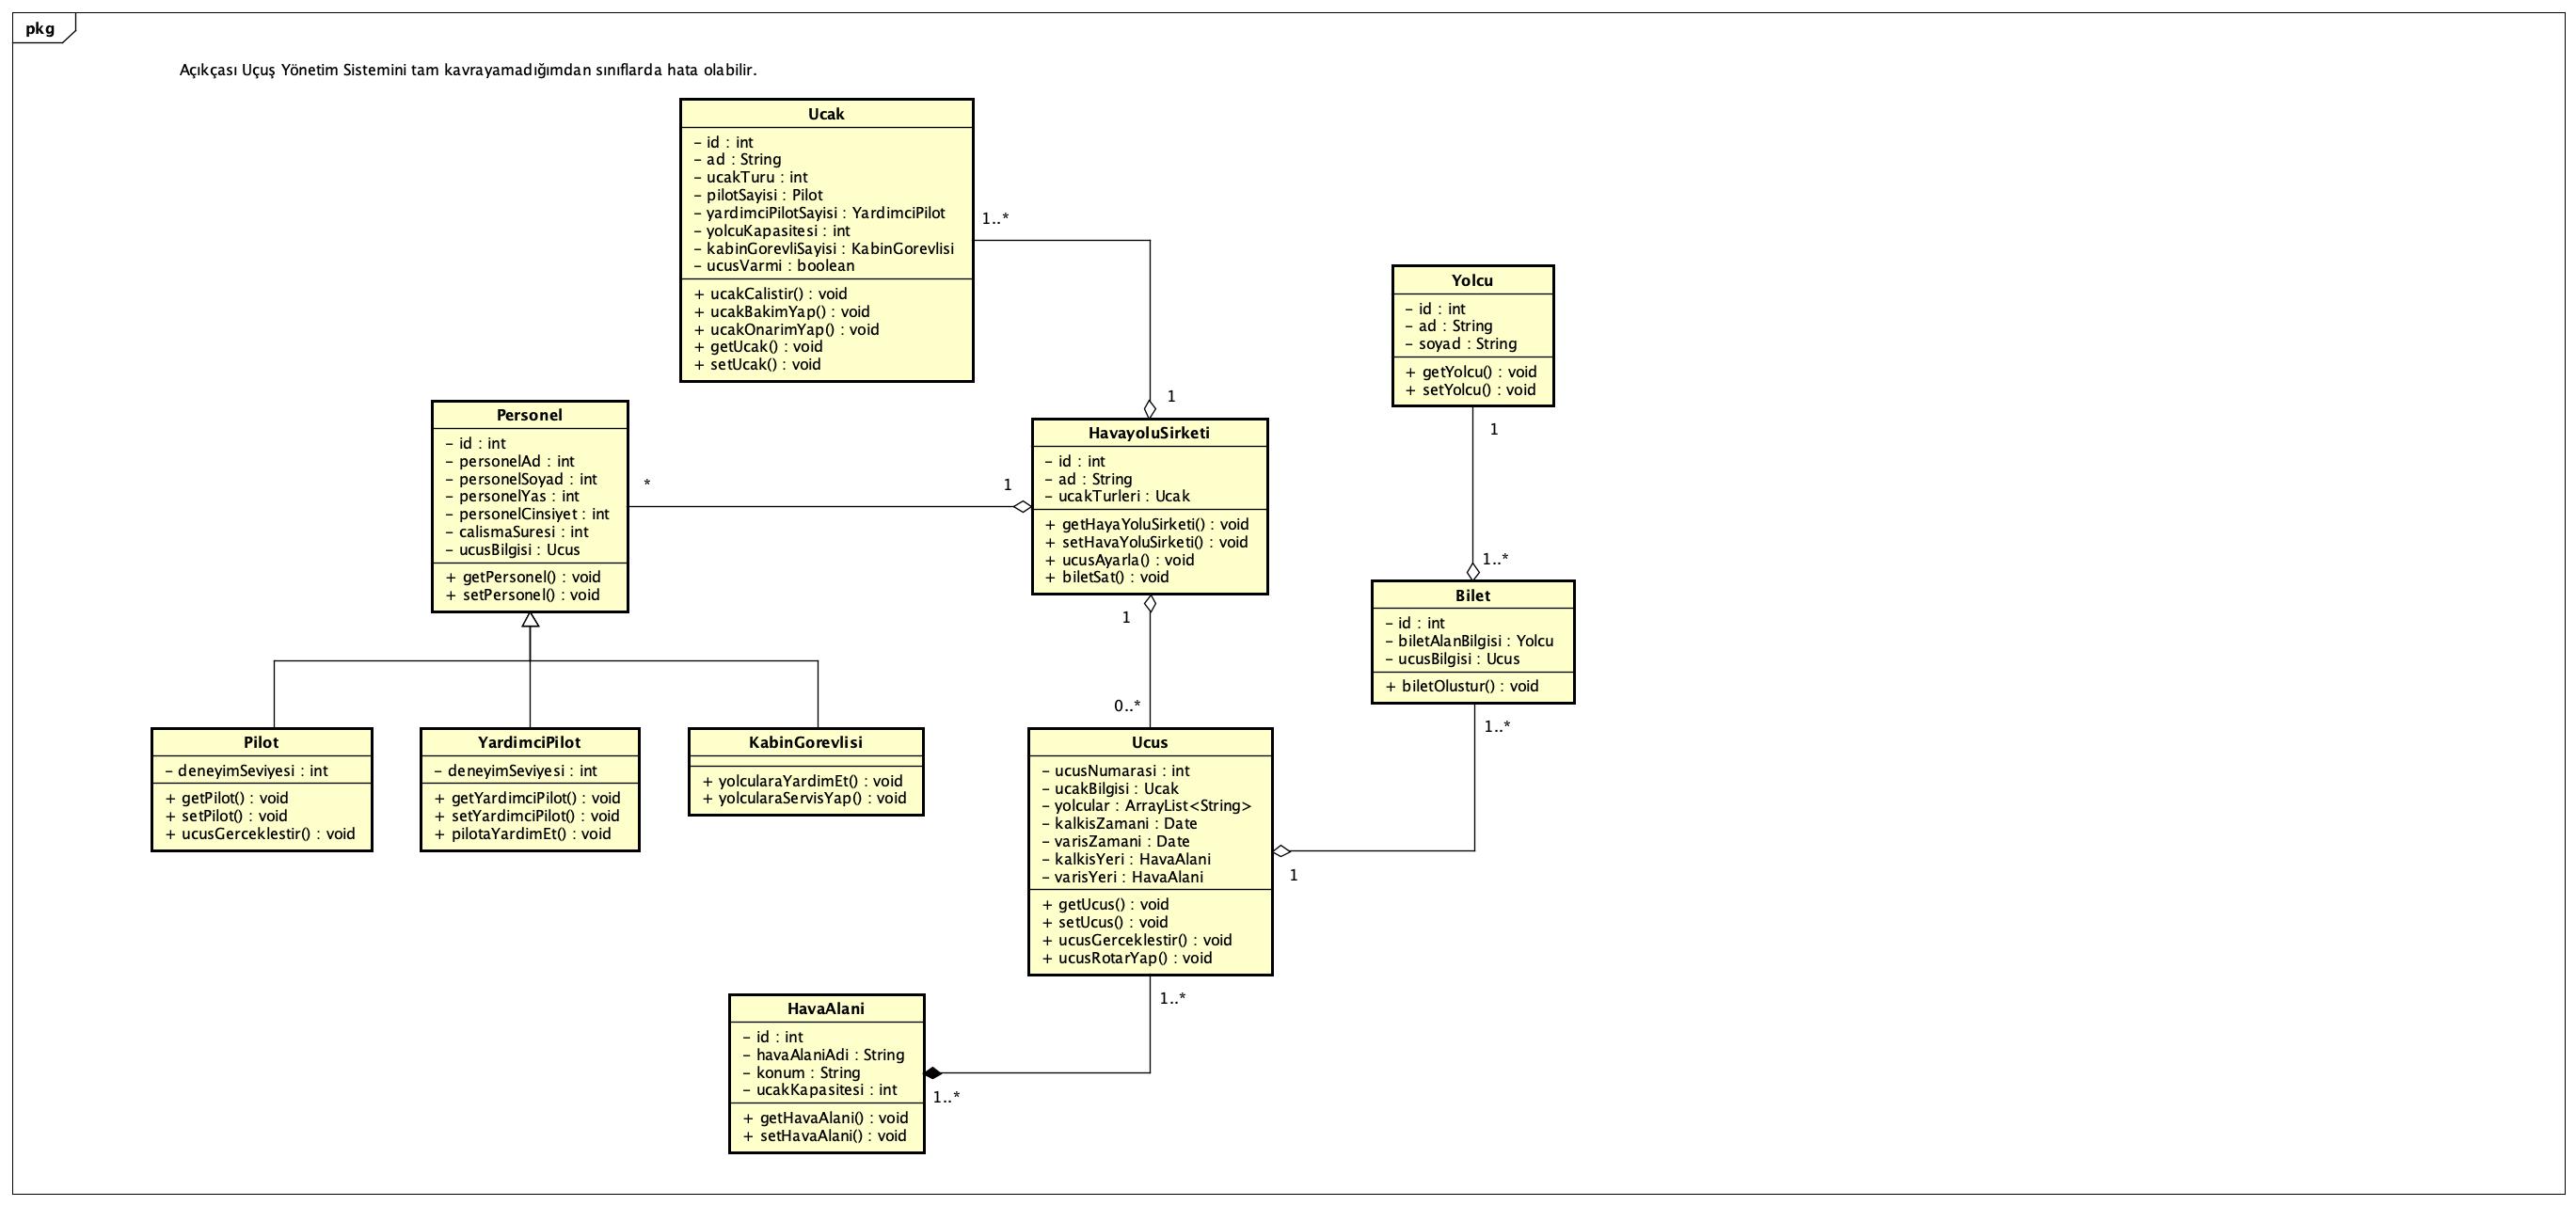 pkg
Açıkçası Uçuş Yönetim Sistemini tam kavrayamadığımdan sınıflarda hata olabilir.
Ucak
– id : int
– ad : String
– ucakTuru : int
– pilotSayisi : Pilot
– yardimciPilotSayisi : YardimciPilot
– yolcuKapasitesi : int
– kabinGorevliSayisi : KabinGorevlisi
– ucusVarmi : boolean
+ ucakCalistir() : void
+ ucakBakimYap() : void
+ ucakOnarimYap() : void
+ getUcak() : void
+ setUcak() : void
1..*
1
Yolcu
– id : int
– ad : String
– soyad : String
+ getYolcu() : void
+ setYolcu() : void
1
1..*
Personel
– id : int
– personelAd : int
– personelSoyad : int
– personelYas : int
– personelCinsiyet : int
– calismaSuresi : int
– ucusBilgisi : Ucus
+ getPersonel() : void
+ setPersonel() : void
*
1
HavayoluSirketi
– id : int
– ad : String
– ucakTurleri : Ucak
+ getHayaYoluSirketi() : void
+ setHavaYoluSirketi() : void
+ ucusAyarla() : void
+ biletSat() : void
1
0..*
Bilet
– id : int
– biletAlanBilgisi : Yolcu
– ucusBilgisi : Ucus
+ biletOlustur() : void
1..*
1
Pilot
– deneyimSeviyesi : int
+ getPilot() : void
+ setPilot() : void
+ ucusGerceklestir() : void
YardimciPilot
– deneyimSeviyesi : int
+ getYardimciPilot() : void
+ setYardimciPilot() : void
+ pilotaYardimEt() : void
KabinGorevlisi
+ yolcularaYardimEt() : void
+ yolcularaServisYap() : void
Ucus
– ucusNumarasi : int
– ucakBilgisi : Ucak
– yolcular : ArrayList<String>
– kalkisZamani : Date
– varisZamani : Date
– kalkisYeri : HavaAlani
– varisYeri : HavaAlani
+ getUcus() : void
+ setUcus() : void
+ ucusGerceklestir() : void
+ ucusRotarYap() : void
1..*
1..*
HavaAlani
– id : int
– havaAlaniAdi : String
– konum : String
– ucakKapasitesi : int
+ getHavaAlani() : void
+ setHavaAlani() : void